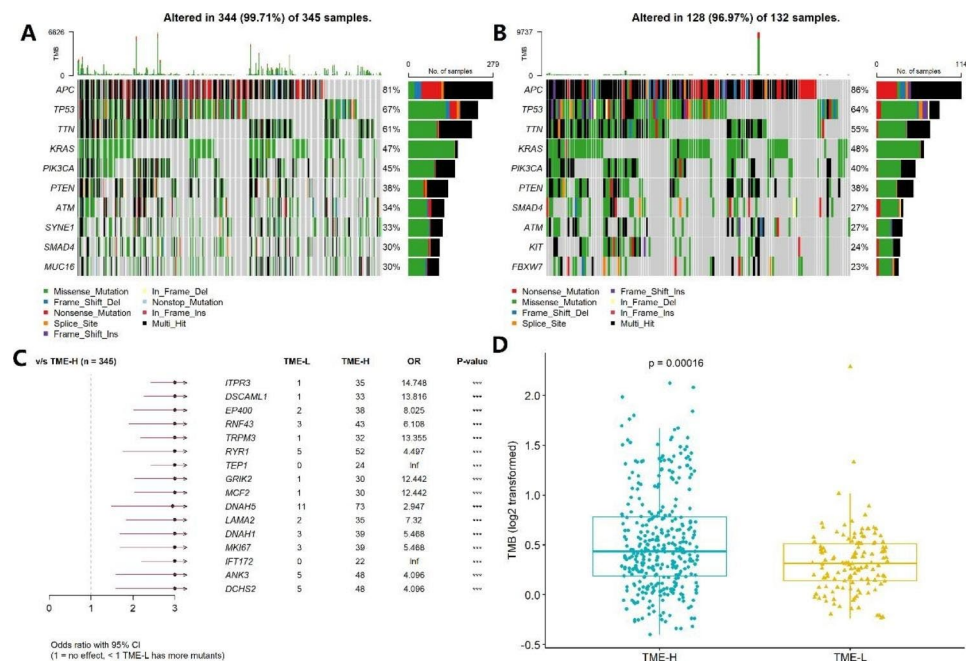 A
Altered in 344 (99.71%) of 345 samples.
6826
TMB
0
0
279
No. of samples
APC 81%
TP53 67%
TTN 61%
KRAS 47%
PIK3CA 45%
PTEN 38%
ATM 34%
SYNE1 33%
SMAD4 30%
MUC16 30%
Missense_Mutation
Frame_Shift_Del
Nonsense_Mutation
Splice_Site
Frame_Shift_Ins
In_Frame_Del
Nonstop_Mutation
In_Frame_Ins
Multi_Hit
B
Altered in 128 (96.97%) of 132 samples.
9737
TMB
0
0
114
No. of samples
APC 86%
TP53 64%
TTN 55%
KRAS 48%
PIK3CA 40%
PTEN 38%
SMAD4 27%
ATM 27%
KIT 24%
FBXW7 23%
Nonsense_Mutation
Missense_Mutation
Frame_Shift_Del
Splice_Site
Frame_Shift_Ins
In_Frame_Del
In_Frame_Ins
Multi_Hit
C
v/s TME-H (n = 345) TME-L TME-H OR P-value
ITPR3 1 35 14.748 ***
DSCAML1 1 33 13.816 ***
EP400 2 38 8.025 ***
RNF43 3 43 6.108 ***
TRPM3 1 32 13.355 ***
RYR1 5 52 4.497 ***
TEP1 0 24 Inf ***
GRIK2 1 30 12.442 ***
MCF2 1 30 12.442 ***
DNAH5 11 73 2.947 ***
LAMA2 2 35 7.32 ***
DNAH1 3 39 5.468 ***
MKI67 3 39 5.468 ***
IFT172 0 22 Inf ***
ANK3 5 48 4.096 ***
DCHS2 5 48 4.096 ***
0 1 2 3
Odds ratio with 95% CI
(1 = no effect, < 1 TME-L has more mutants)
D
p = 0.00016
TMB (log2 transformed)
2.0
1.5
1.0
0.5
0.0
-0.5
TME-H TME-L